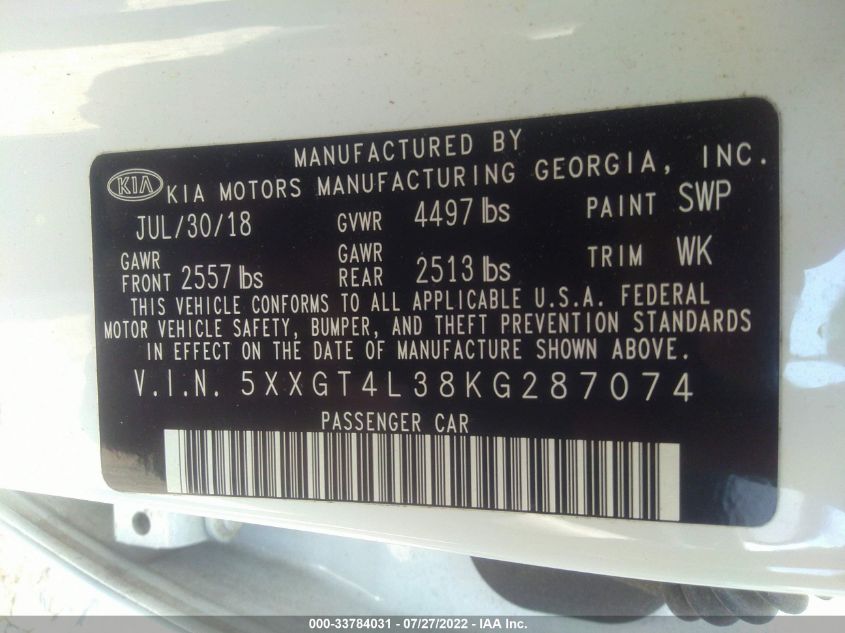 MANUFACTURED BY
KIA KIA MOTORS MANUFACTURING GEORGIA, INC.
JUL/30/18 GVWR 4497 lbs PAINT SWP
GAWR FRONT 2557 lbs GAWR REAR 2513 lbs TRIM WK
THIS VEHICLE CONFORMS TO ALL APPLICABLE U.S.A. FEDERAL
MOTOR VEHICLE SAFETY, BUMPER, AND THEFT PREVENTION STANDARDS
IN EFFECT ON THE DATE OF MANUFACTURE SHOWN ABOVE.
V.I.N. 5XXGT4L38KG287074
PASSENGER CAR
000-33784031 - 07/27/2022 - IAA Inc.